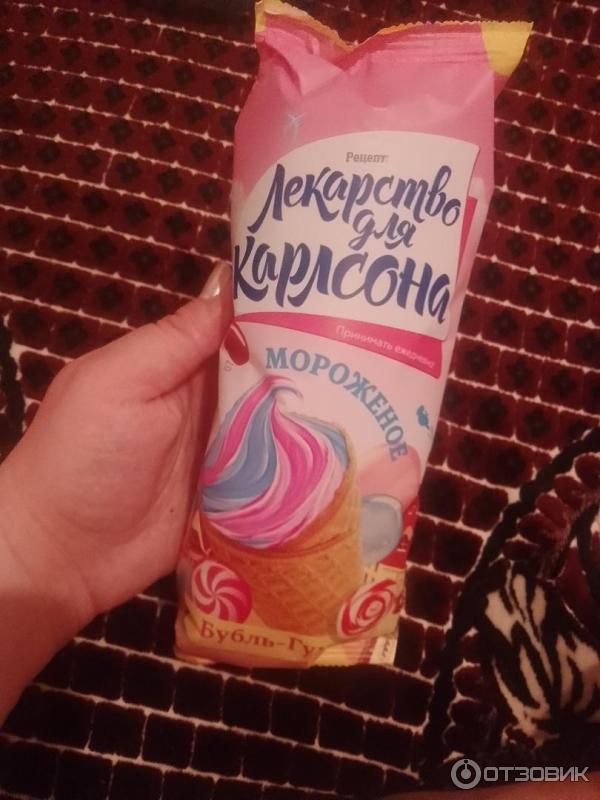 Рецепт:
Лекарство
для
Карлсона
Принимать ежедневно
МОРОЖЕНОЕ
Бубль-Гу
ОТЗОВИК